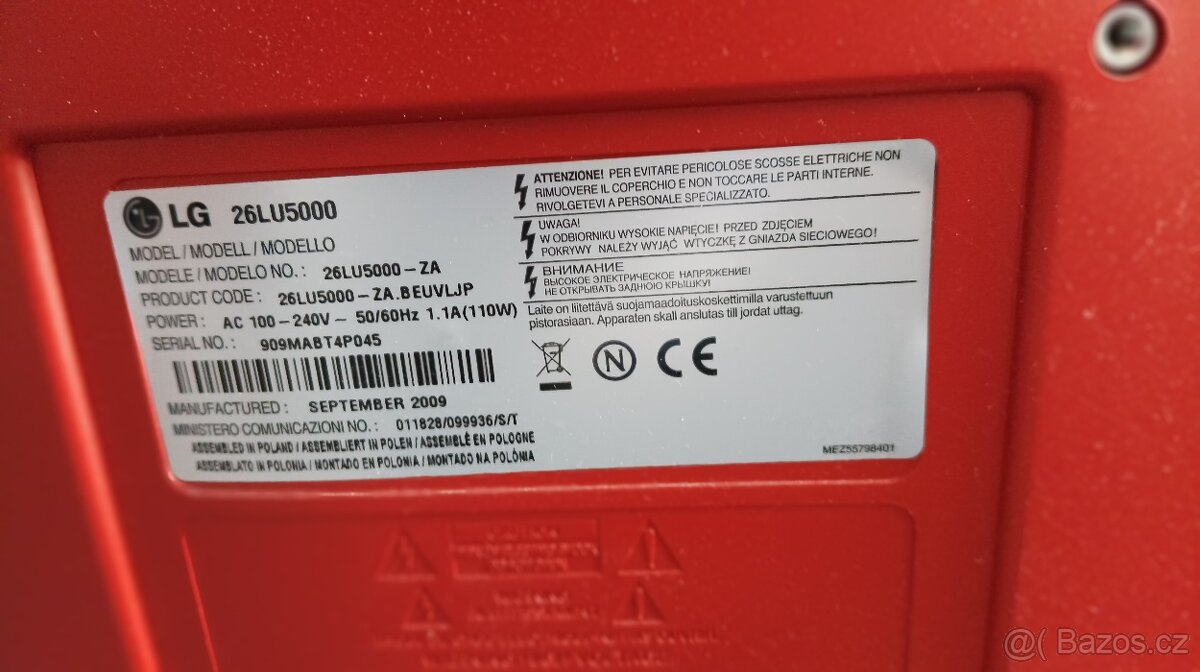 LG 26LU5000
MODEL / MODELL / MODELLO
MODELE / MODELO NO. : 26LU5000-ZA
PRODUCT CODE : 26LU5000-ZA.BEUVLJP
POWER : AC 100-240V ~ 50/60Hz 1.1A(110W)
SERIAL NO. : 909MABT4P045
MANUFACTURED : SEPTEMBER 2009
MINISTERO COMUNICAZIONI NO. : 011828/099936/S/T
ASSEMBLED IN POLAND / ASSEMBLIERT IN POLEN / ASSEMBLÉ EN POLOGNE
ASSEMBLATO IN POLONIA / MONTADO EN POLONIA / MONTADO NA POLÔNIA
ATTENZIONE! PER EVITARE PERICOLOSE SCOSSE ELETTRICHE NON
RIMUOVERE IL COPERCHIO E NON TOCCARE LE PARTI INTERNE.
RIVOLGETEVI A PERSONALE SPECIALIZZATO.
UWAGA!
W ODBIORNIKU WYSOKIE NAPIĘCIE! PRZED ZDJĘCIEM
POKRYWY NALEŻY WYJĄĆ WTYCZKĘ Z GNIAZDA SIECIOWEGO!
ВНИМАНИЕ
ВЫСОКОЕ ЭЛЕКТРИЧЕСКОЕ НАПРЯЖЕНИЕ!
НЕ ОТКРЫВАТЬ ЗАДНЮЮ КРЫШКУ!
Laite on liitettävä suojamaadoituskoskettimilla varustettuun
pistorasiaan. Apparaten skall anslutas till jordat uttag.
N CE
MEZ55798401
CAUTION
@( Bazos.cz